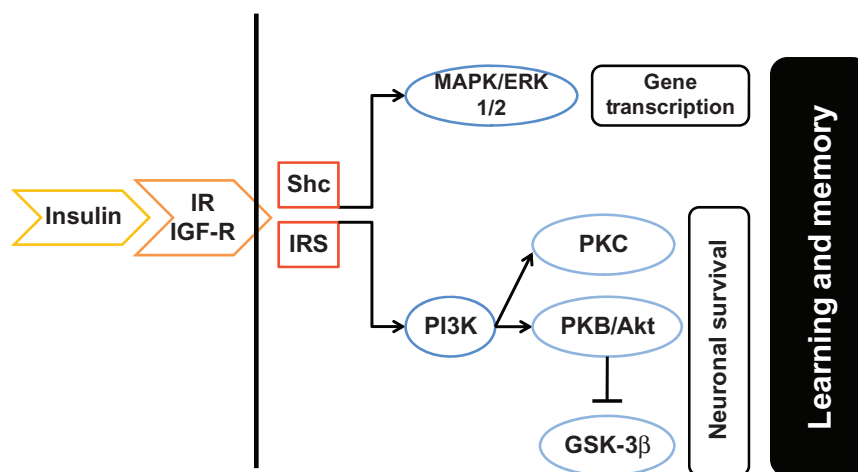 Insulin
IR
IGF-R
Shc
IRS
MAPK/ERK
1/2
Gene
transcription
PI3K
PKC
PKB/Akt
GSK-3β
Neuronal survival
Learning and memory